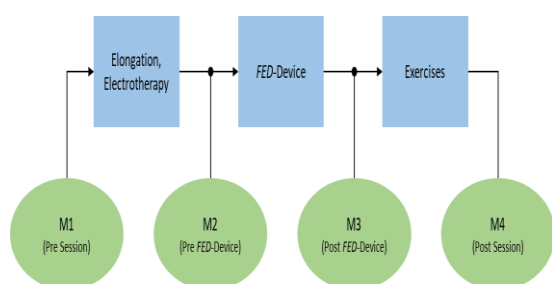 Elongation,
Electrotherapy
FED-Device
Exercises
M1
(Pre Session)
M2
(Pre FED-Device)
M3
(Post FED-Device)
M4
(Post Session)